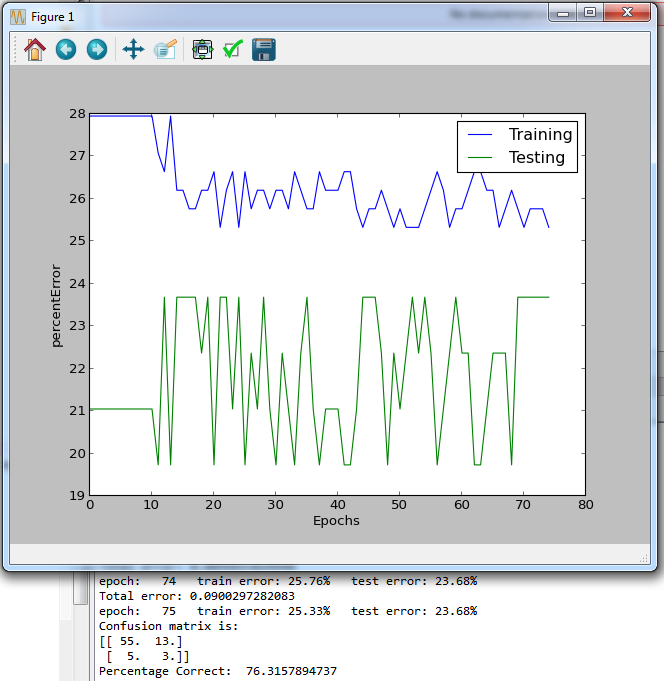 Figure 1
28
27
26
25
24
23
22
21
20
19
percentError
Training
Testing
0 10 20 30 40 50 60 70 80
Epochs
epoch: 74 train error: 25.76% test error: 23.68%
Total error: 0.0900297282083
epoch: 75 train error: 25.33% test error: 23.68%
Confusion matrix is:
[[ 55. 13.]
[ 5. 3.]]
Percentage Correct: 76.3157894737